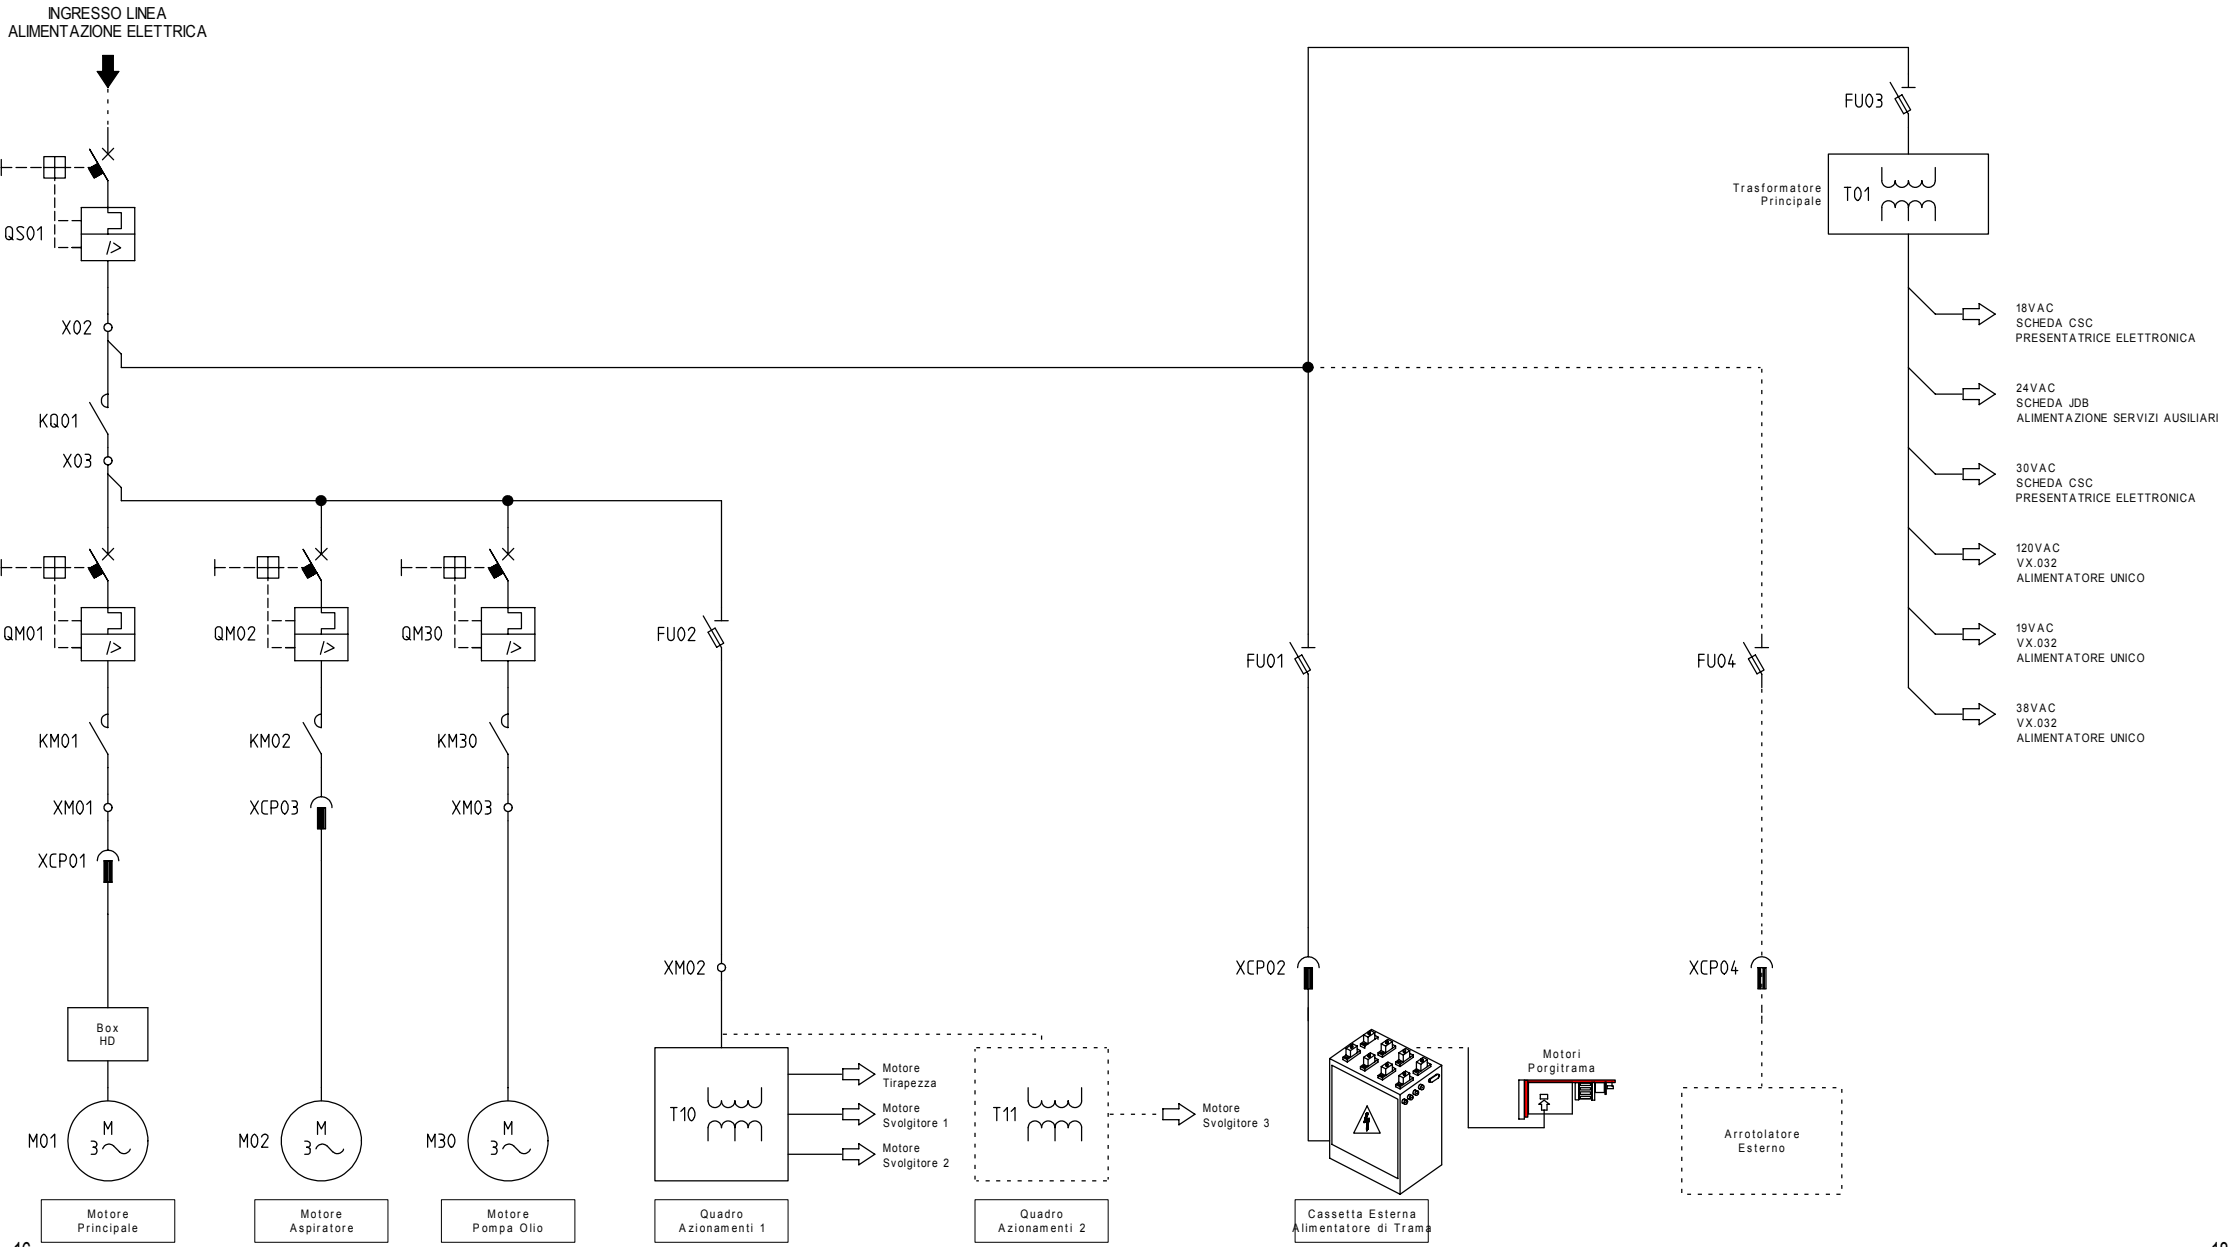 INGRESSO LINEA
ALIMENTAZIONE ELETTRICA
FU03
Trasformatore
Principale
T01
QS01
/>
18VAC
SCHEDA CSC
PRESENTATRICE ELETTRONICA
X02
24VAC
SCHEDA JDB
ALIMENTAZIONE SERVIZI AUSILIARI
KQ01
X03
30VAC
SCHEDA CSC
PRESENTATRICE ELETTRONICA
120VAC
VX.032
ALIMENTATORE UNICO
QM01
/>
QM02
/>
QM30
/>
FU02
FU01
FU04
19VAC
VX.032
ALIMENTATORE UNICO
38VAC
VX.032
ALIMENTATORE UNICO
KM01
KM02
KM30
XM01
XCP03
XM03
XCP01
XM02
XCP02
XCP04
Box
HD
Motore
Tirapezza
Motori
Porgitrama
M01
M
3
M02
M
3
M30
M
3
T10
Motore
Svolgitore 1
Motore
Svolgitore 2
T11
Motore
Svolgitore 3
Arrotolatore
Esterno
Motore
Principale
Motore
Aspiratore
Motore
Pompa Olio
Quadro
Azionamenti 1
Quadro
Azionamenti 2
Cassetta Esterna
Alimentatore di Trama